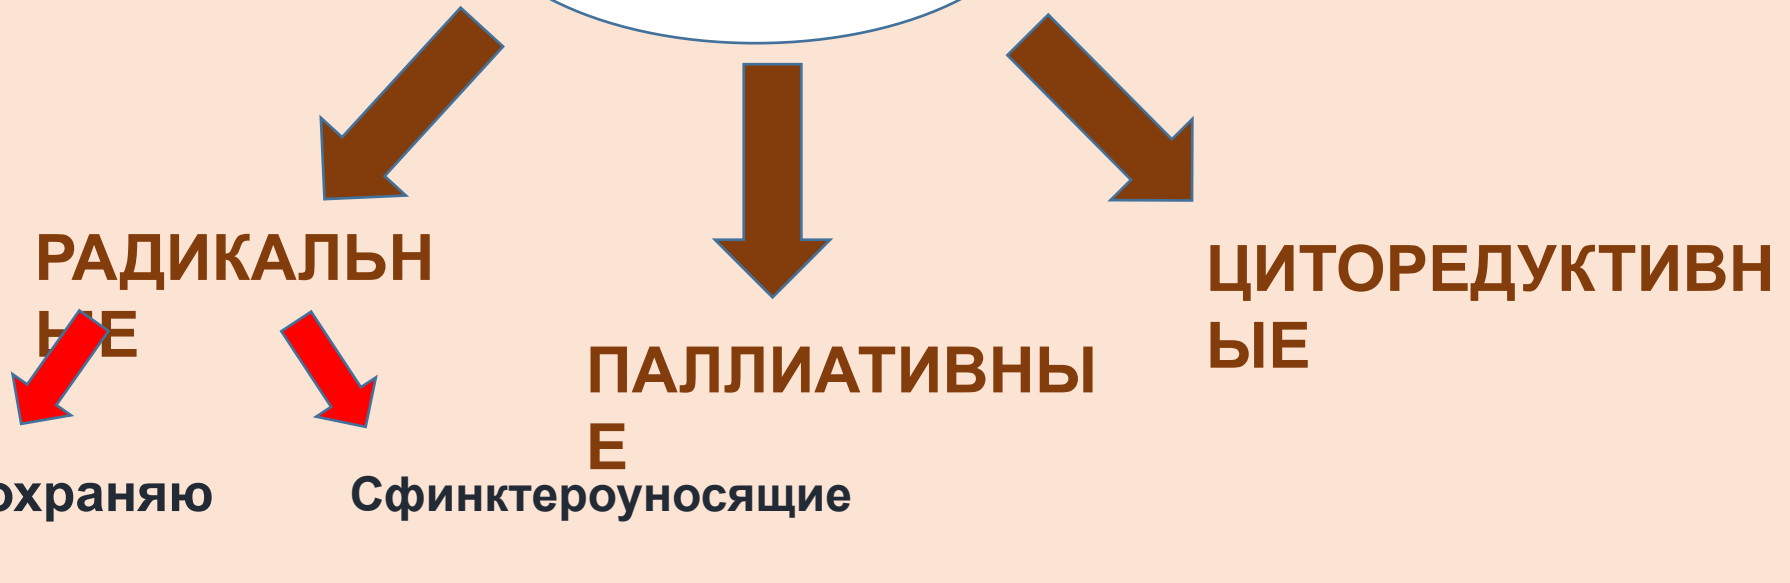 РАДИКАЛЬН
ЫЕ
ПАЛЛИАТИВНЫ
Е
ЦИТОРЕДУКТИВН
ЫЕ
охраняю
Сфинктероуносящие